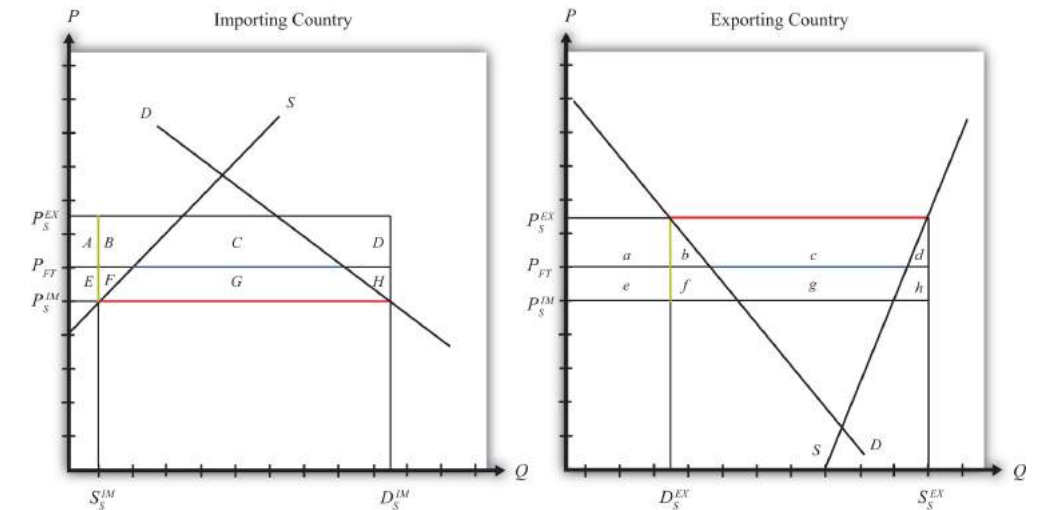 P Importing Country
D S
P_S^EX
A B C D
P_FT
E F G H
P_S^IM
S_S^IM D_S^IM Q
P Exporting Country
P_S^EX
a b c d
P_FT
e f g h
P_S^IM
S D
D_S^EX S_S^EX Q